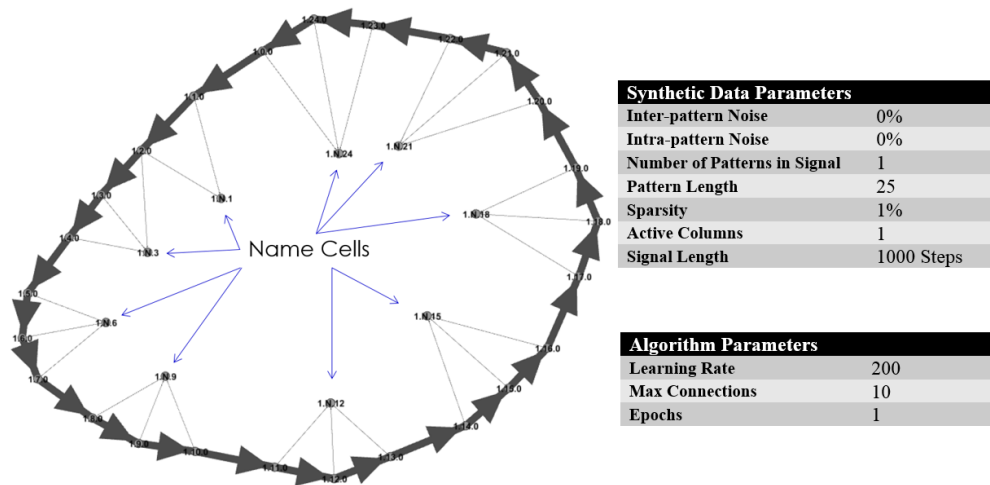 1.24.0
1.23.0
1.22.0
1.0.0
1.21.0
1.20.0
1.1.0
1.N.24
1.N.21
1.2.0
1.19.0
1.3.0
1.N.1
1.N.18
1.18.0
1.4.0
1.N.3
Name Cells
1.17.0
1.5.0
1.N.6
1.N.15
1.6.0
1.16.0
1.7.0
1.N.9
1.15.0
1.8.0
1.N.12
1.14.0
1.9.0
1.10.0
1.13.0
1.11.0
1.12.0
Synthetic Data Parameters
Inter-pattern Noise 0%
Intra-pattern Noise 0%
Number of Patterns in Signal 1
Pattern Length 25
Sparsity 1%
Active Columns 1
Signal Length 1000 Steps
Algorithm Parameters
Learning Rate 200
Max Connections 10
Epochs 1